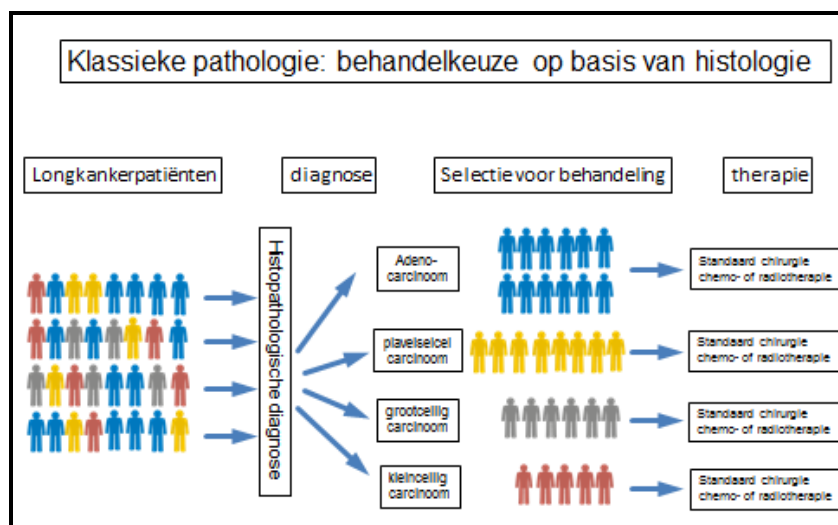 Klassieke pathologie: behandelkeuze op basis van histologie
Longkankerpatiënten
diagnose
Selectie voor behandeling
therapie
Histopathologische diagnose
Adeno-
carcinoom
Standaard chirurgie
chemo- of radiotherapie
plaveiselcel
carcinoom
Standaard chirurgie
chemo- of radiotherapie
grootcellig
carcinoom
Standaard chirurgie
chemo- of radiotherapie
kleincellig
carcinoom
Standaard chirurgie
chemo- of radiotherapie